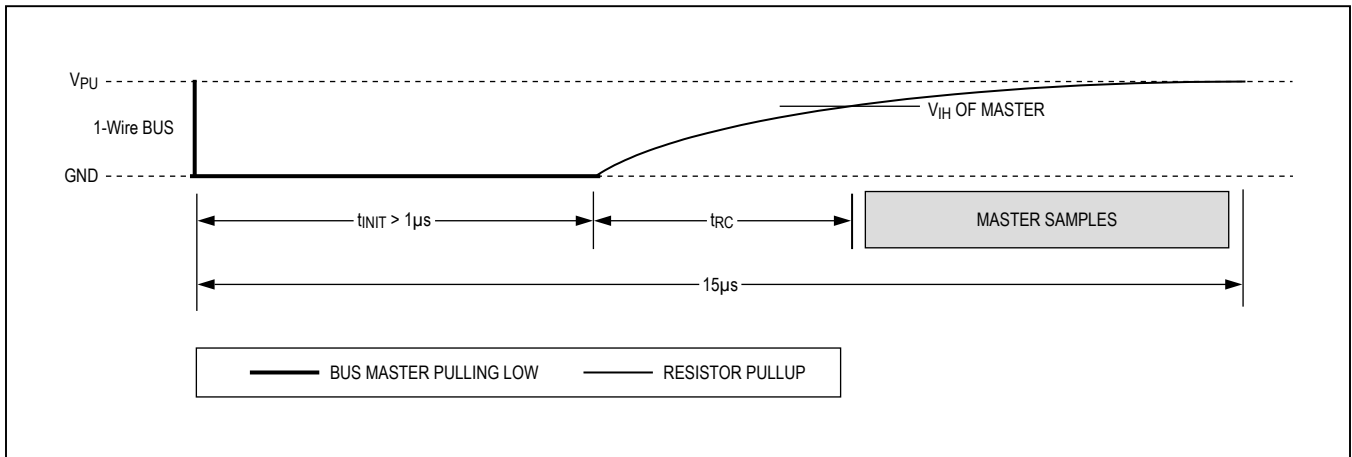 VPU
1-Wire BUS
VIH OF MASTER
GND
tINIT > 1µs
tRC
MASTER SAMPLES
15µs
BUS MASTER PULLING LOW
RESISTOR PULLUP